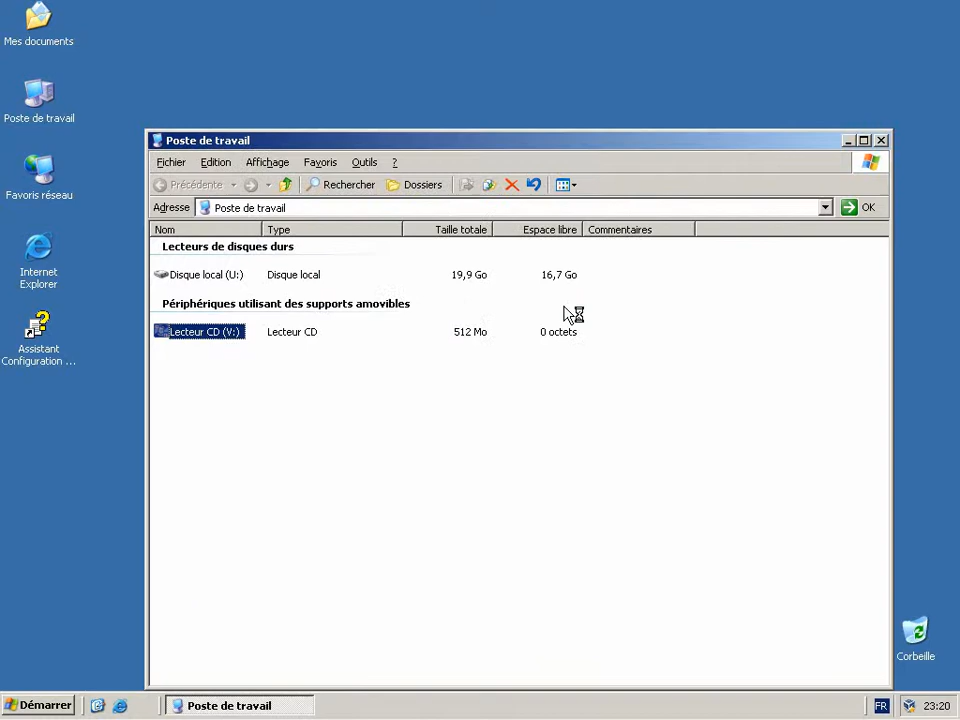 Mes documents
Poste de travail
Favoris réseau
Internet
Explorer
Assistant
Configuration ...
Poste de travail
Fichier Edition Affichage Favoris Outils ?
Précédente Rechercher Dossiers
Adresse Poste de travail OK
Nom Type Taille totale Espace libre Commentaires
Lecteurs de disques durs
Disque local (U:) Disque local 19,9 Go 16,7 Go
Périphériques utilisant des supports amovibles
Lecteur CD (V:) Lecteur CD 512 Mo 0 octets
Corbeille
Démarrer Poste de travail FR 23:20